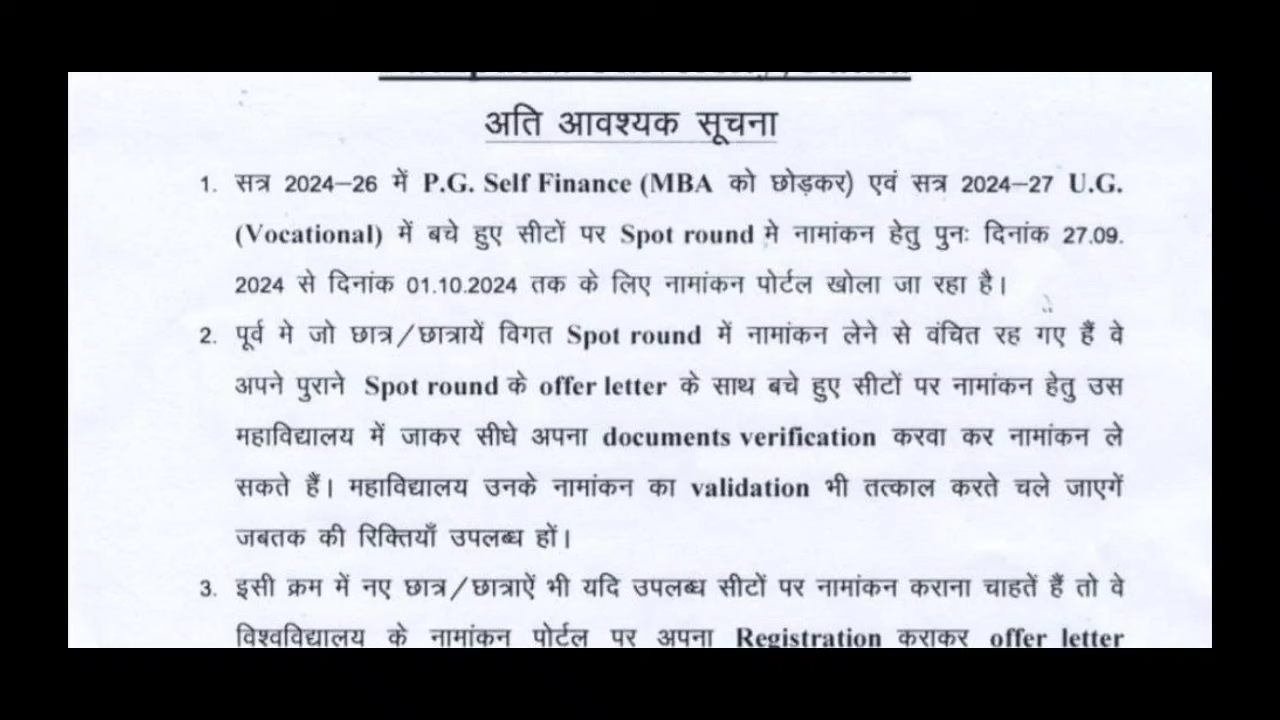 अति आवश्यक सूचना
1. सत्र 2024–26 में P.G. Self Finance (MBA को छोड़कर) एवं सत्र 2024–27 U.G.
(Vocational) में बचे हुए सीटों पर Spot round मे नामांकन हेतु पुनः दिनांक 27.09.
2024 से दिनांक 01.10.2024 तक के लिए नामांकन पोर्टल खोला जा रहा है।
2. पूर्व मे जो छात्र/छात्रायें विगत Spot round में नामांकन लेने से वंचित रह गए हैं वे
अपने पुराने Spot round के offer letter के साथ बचे हुए सीटों पर नामांकन हेतु उस
महाविद्यालय में जाकर सीधे अपना documents verification करवा कर नामांकन ले
सकते हैं। महाविद्यालय उनके नामांकन का validation भी तत्काल करते चले जाएगें
जबतक की रिक्तियाँ उपलब्ध हों।
3. इसी क्रम में नए छात्र/छात्राऐं भी यदि उपलब्ध सीटों पर नामांकन कराना चाहतें हैं तो वे
विश्वविद्यालय के नामांकन पोर्टल पर अपना Registration कराकर offer letter